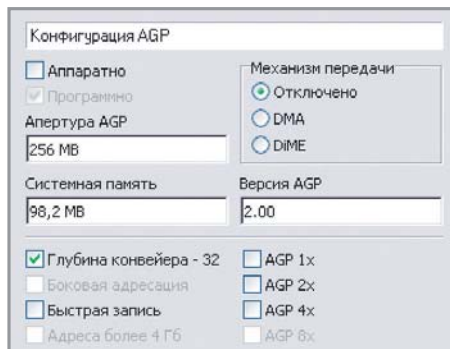 Конфигурация AGP
Аппаратно
Программно
Апертура AGP
256 MB
Механизм передачи
Отключено
DMA
DiME
Системная память
98,2 MB
Версия AGP
2.00
Глубина конвейера - 32
Боковая адресация
Быстрая запись
Адреса более 4 Гб
AGP 1x
AGP 2x
AGP 4x
AGP 8x